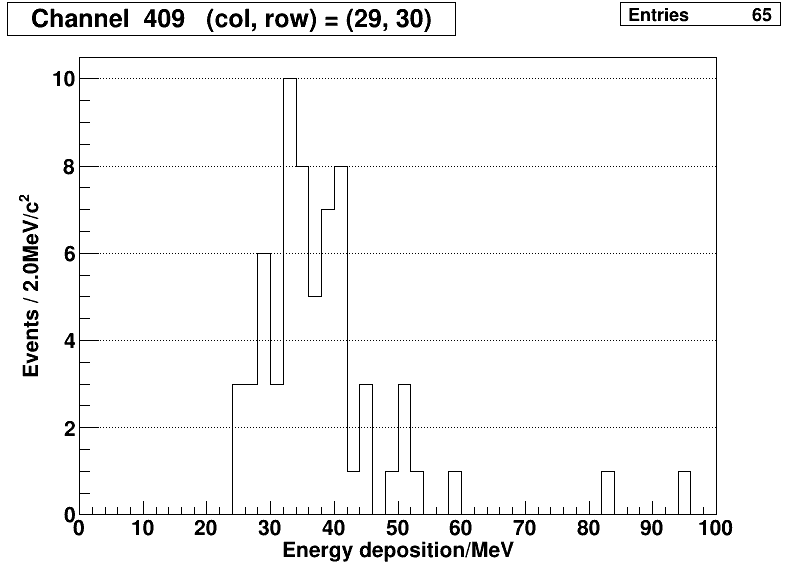 Channel 409 (col, row) = (29, 30)
Entries 65
10
8
6
4
2
0
Events / 2.0MeV/c²
0 10 20 30 40 50 60 70 80 90 100
Energy deposition/MeV